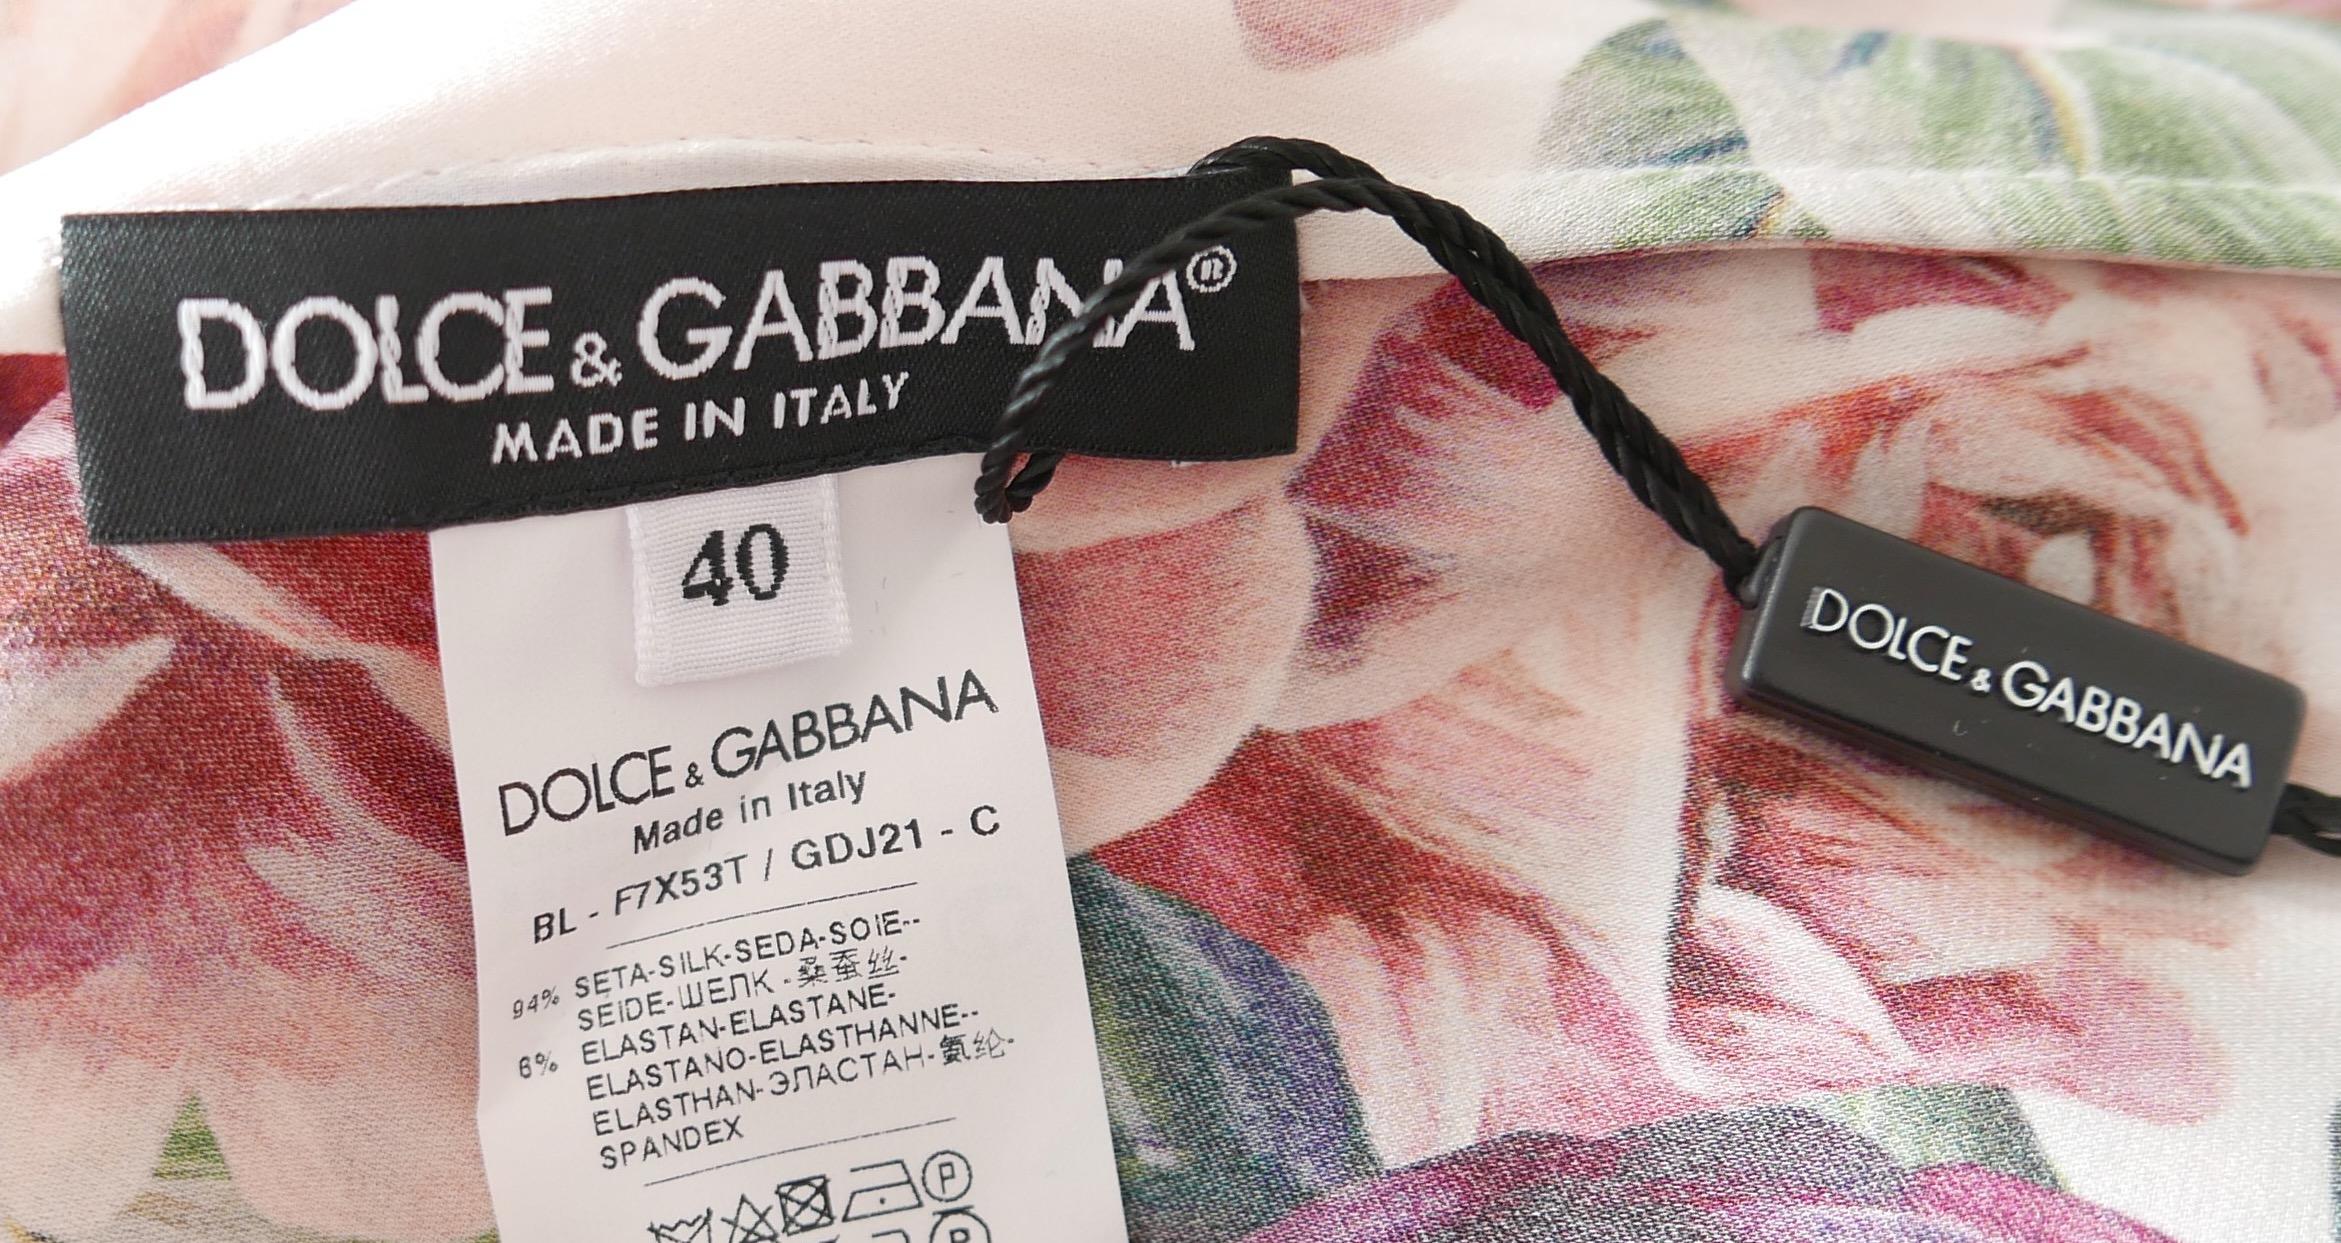 DOLCE & GABBANA®
MADE IN ITALY
40
DOLCE & GABBANA
Made in Italy
BL - F7X53T / GDJ21 - C
94% SETA-SILK-SEDA-SOIE--
SEIDE-ШЕЛК -桑蚕丝-
6% ELASTAN-ELASTANE-
ELASTANO-ELASTHANNE--
ELASTHAN-ЭЛАСТАН-氨纶-
SPANDEX
P
P
DOLCE & GABBANA